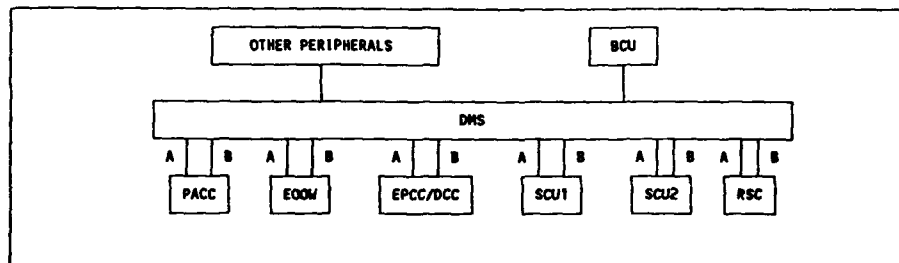 OTHER PERIPHERALS BCU
DMS
A B A B A B A B A B A B
PACC EOOW EPCC/DCC SCU1 SCU2 RSC